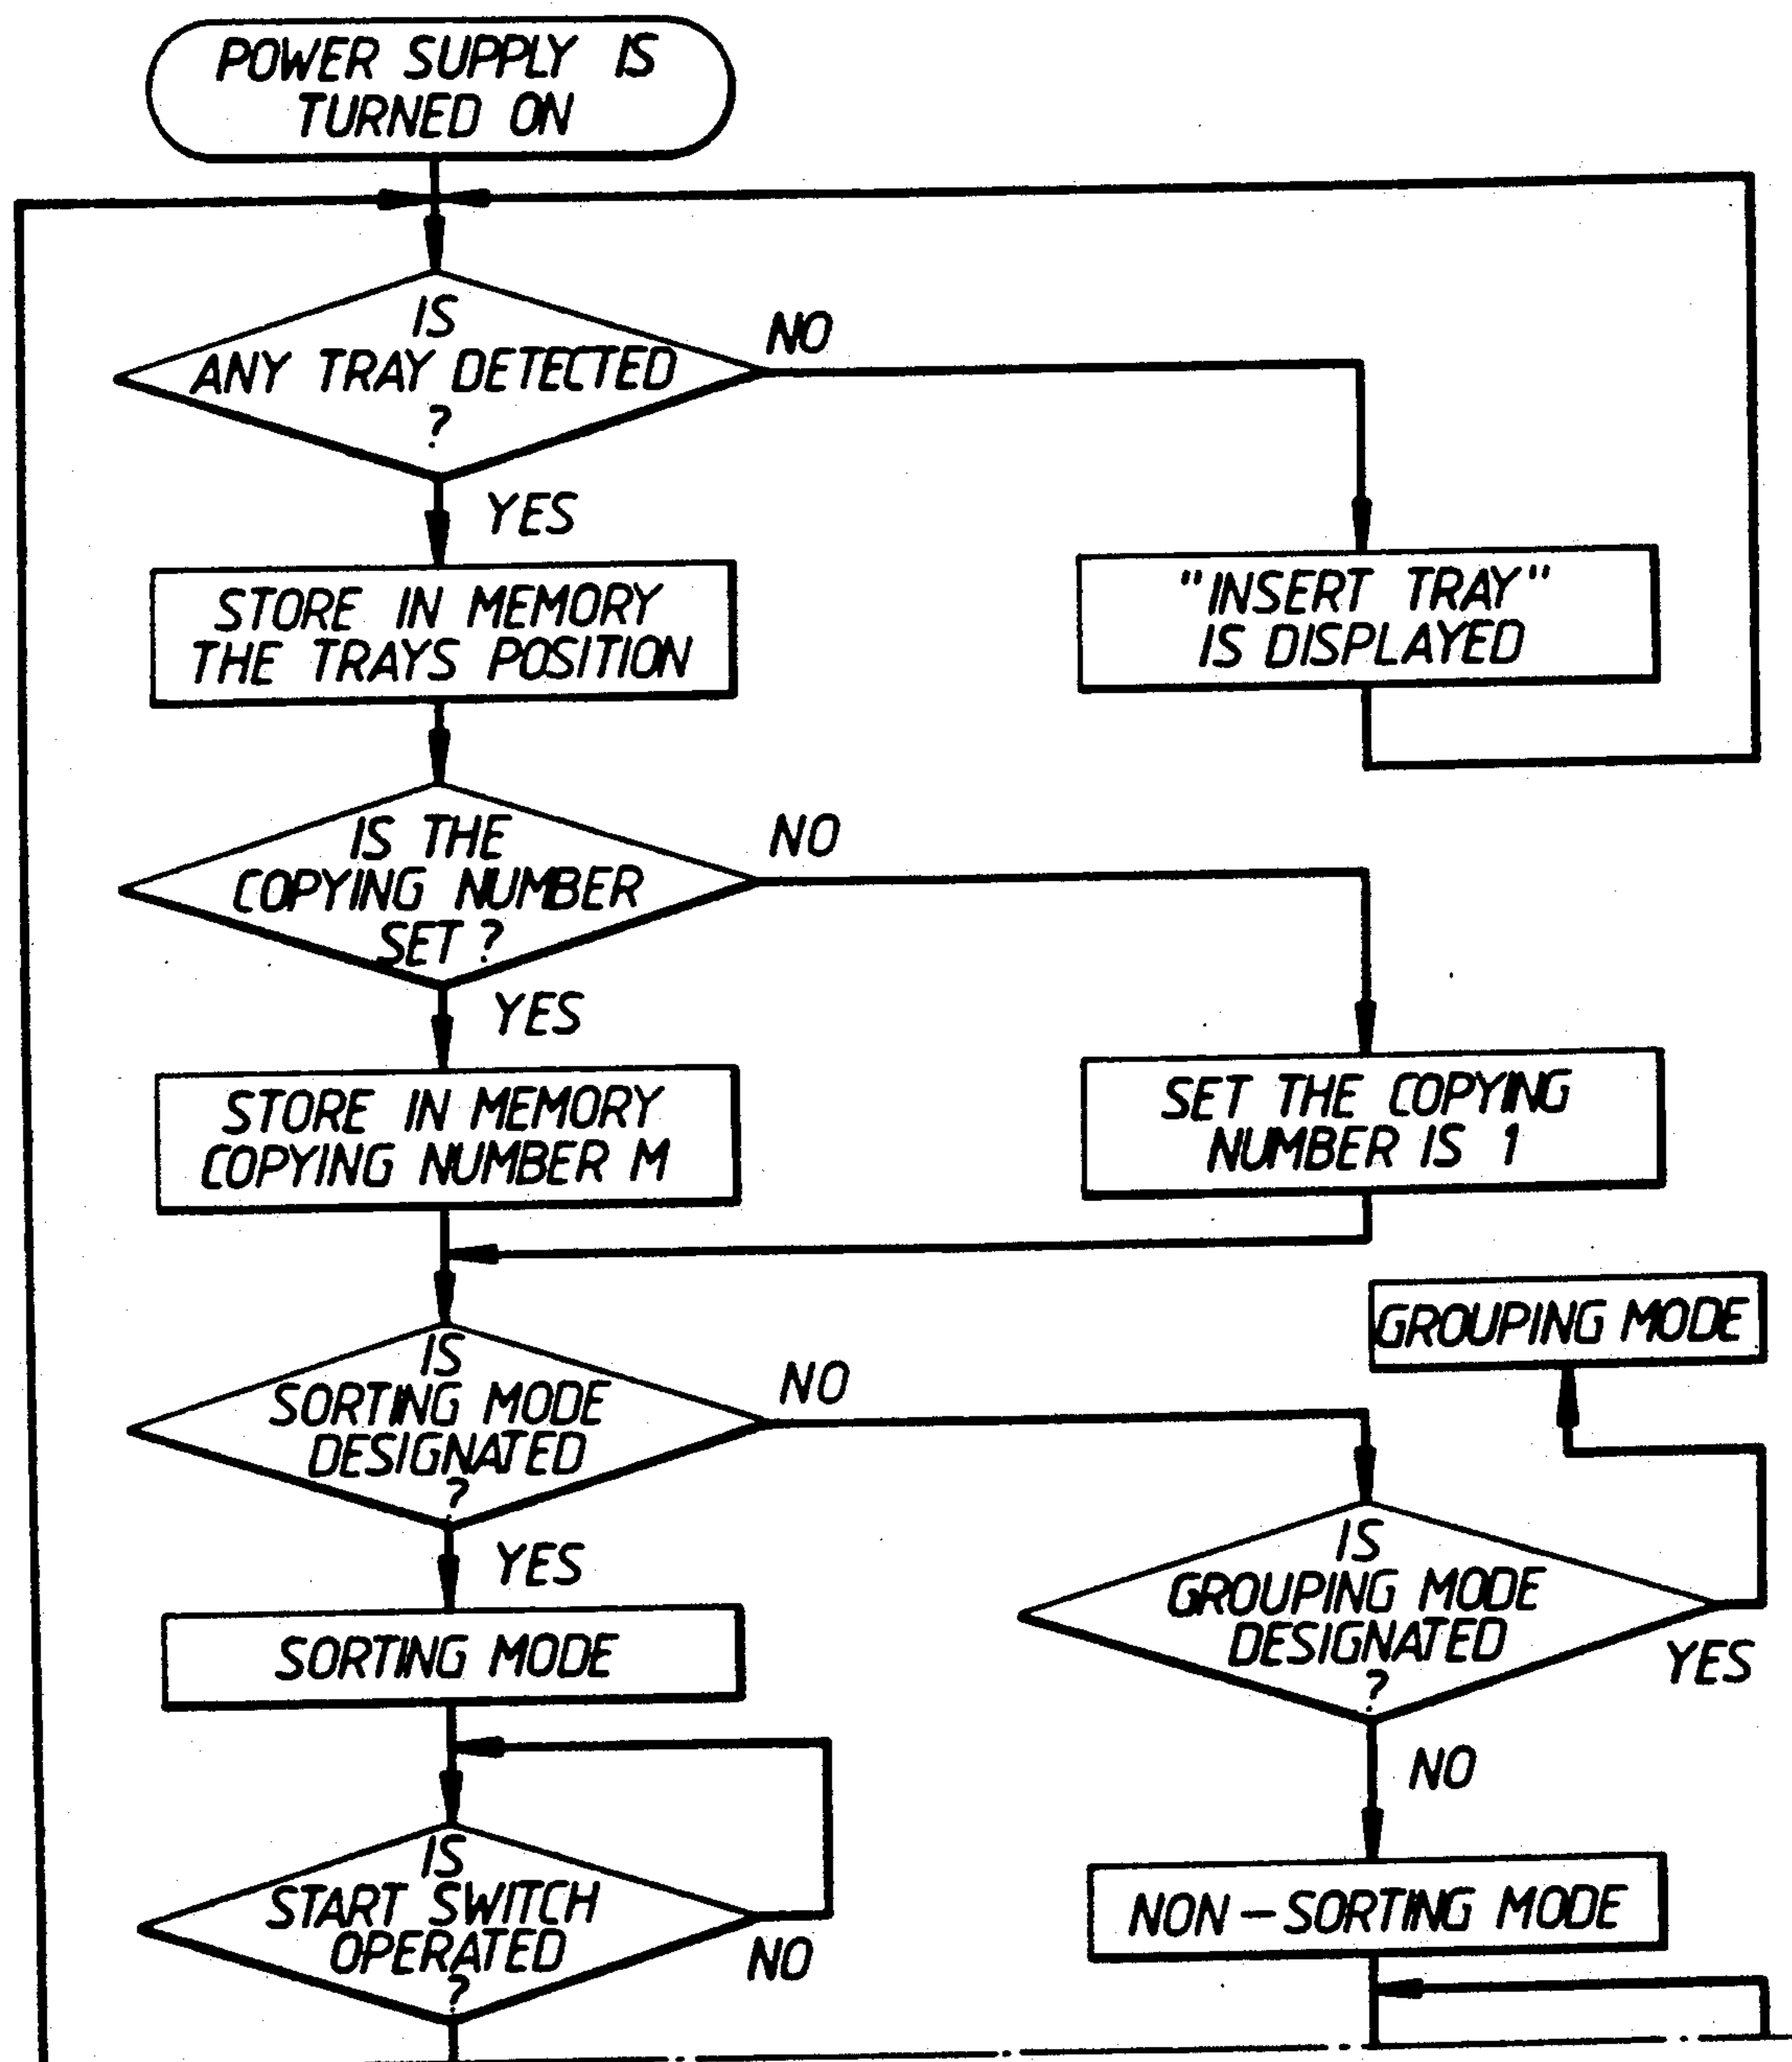 POWER SUPPLY IS
TURNED ON
IS
ANY TRAY DETECTED
?
NO
YES
STORE IN MEMORY
THE TRAYS POSITION
"INSERT TRAY"
IS DISPLAYED
IS THE
COPYING NUMBER
SET ?
NO
YES
STORE IN MEMORY
COPYING NUMBER M
SET THE COPYING
NUMBER IS 1
GROUPING MODE
IS
SORTING MODE
DESIGNATED
?
NO
YES
IS
GROUPING MODE
DESIGNATED
?
YES
NO
SORTING MODE
IS
START SWITCH
OPERATED
?
NO
NON-SORTING MODE